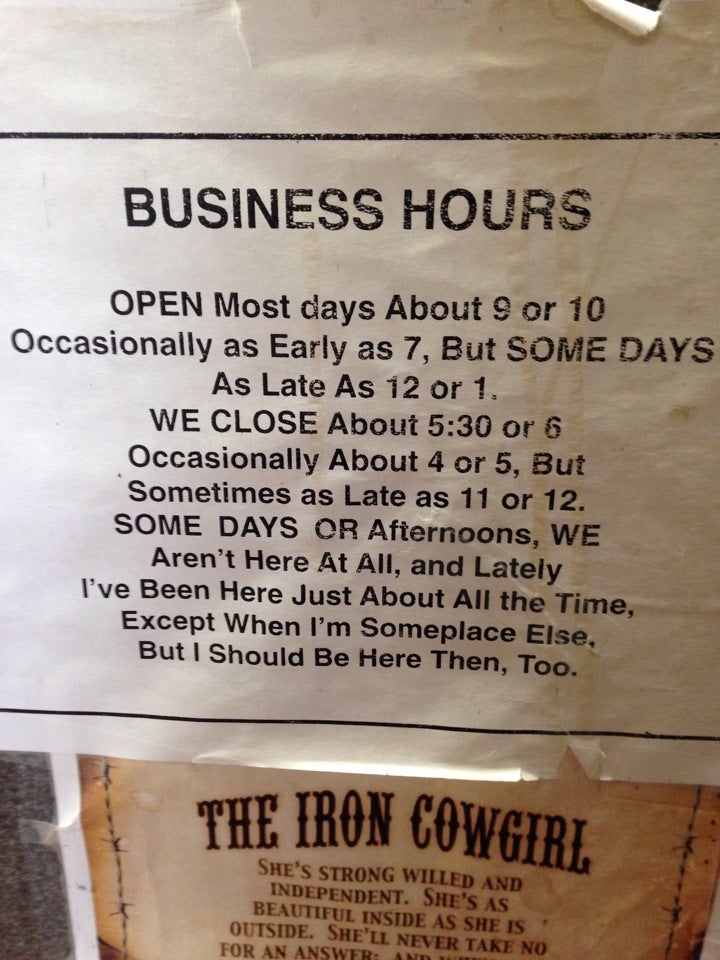 BUSINESS HOURS
OPEN Most days About 9 or 10
Occasionally as Early as 7, But SOME DAYS
As Late As 12 or 1.
WE CLOSE About 5:30 or 6
Occasionally About 4 or 5, But
Sometimes as Late as 11 or 12.
SOME DAYS OR Afternoons, WE
Aren't Here At All, and Lately
I've Been Here Just About All the Time,
Except When I'm Someplace Else,
But I Should Be Here Then, Too.
THE IRON COWGIRL
SHE'S STRONG WILLED AND
INDEPENDENT. SHE'S AS
BEAUTIFUL INSIDE AS SHE IS
OUTSIDE. SHE'LL NEVER TAKE NO
FOR AN ANSWER; AND